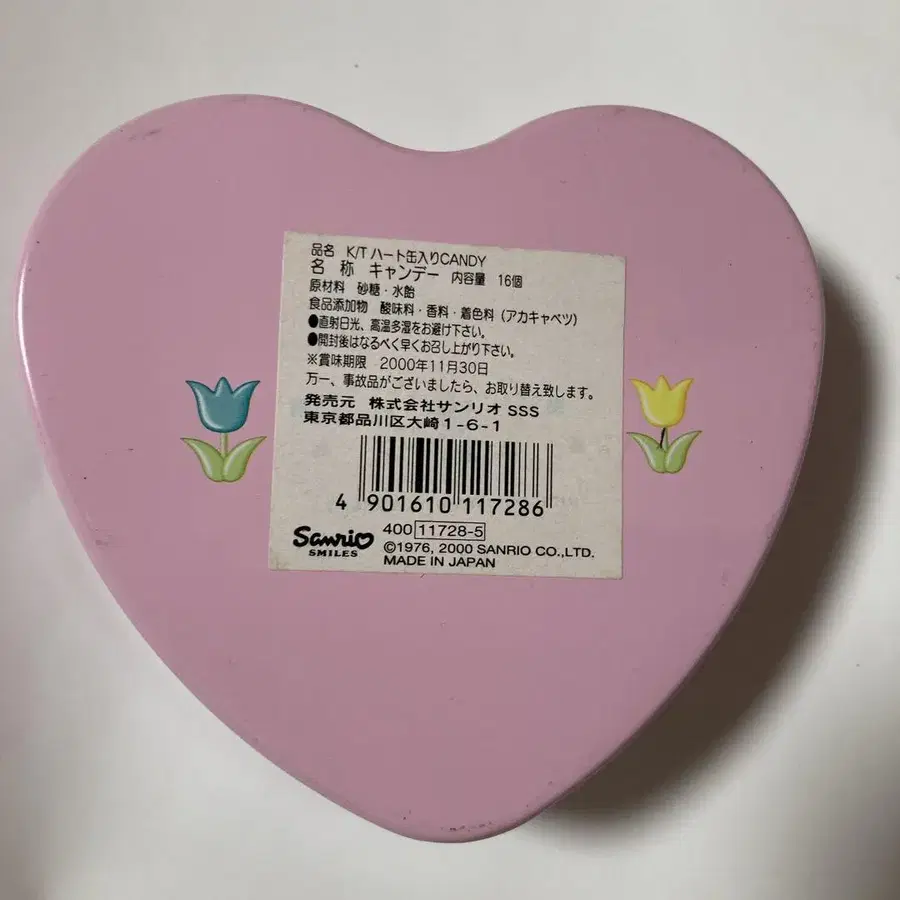 品名 K/T ハート缶入りCANDY
名 称 キャンデー 内容量 16個
原材料 砂糖・水飴
食品添加物 酸味料・香料・着色料(アカキャベツ)
●直射日光、高温多湿をお避け下さい。
●開封後はなるべく早くお召し上がり下さい。
※賞味期限 2000年11月30日
万一、事故品がございましたら、お取り替え致します。
発売元 株式会社サンリオ SSS
東京都品川区大崎1-6-1
4 901610 117286
400 11728-5
Sanrio
SMILES
©1976, 2000 SANRIO CO.,LTD.
MADE IN JAPAN